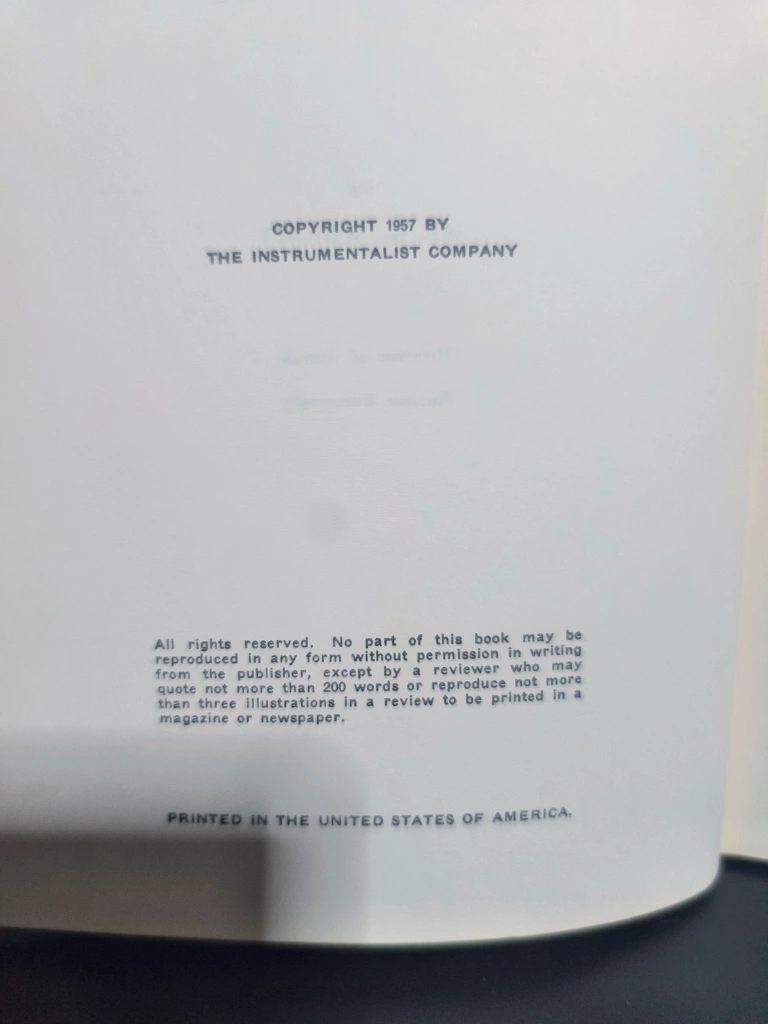 COPYRIGHT 1957 BY
THE INSTRUMENTALIST COMPANY
All rights reserved. No part of this book may be
reproduced in any form without permission in writing
from the publisher, except by a reviewer who may
quote not more than 200 words or reproduce not more
than three illustrations in a review to be printed in a
magazine or newspaper.
PRINTED IN THE UNITED STATES OF AMERICA.